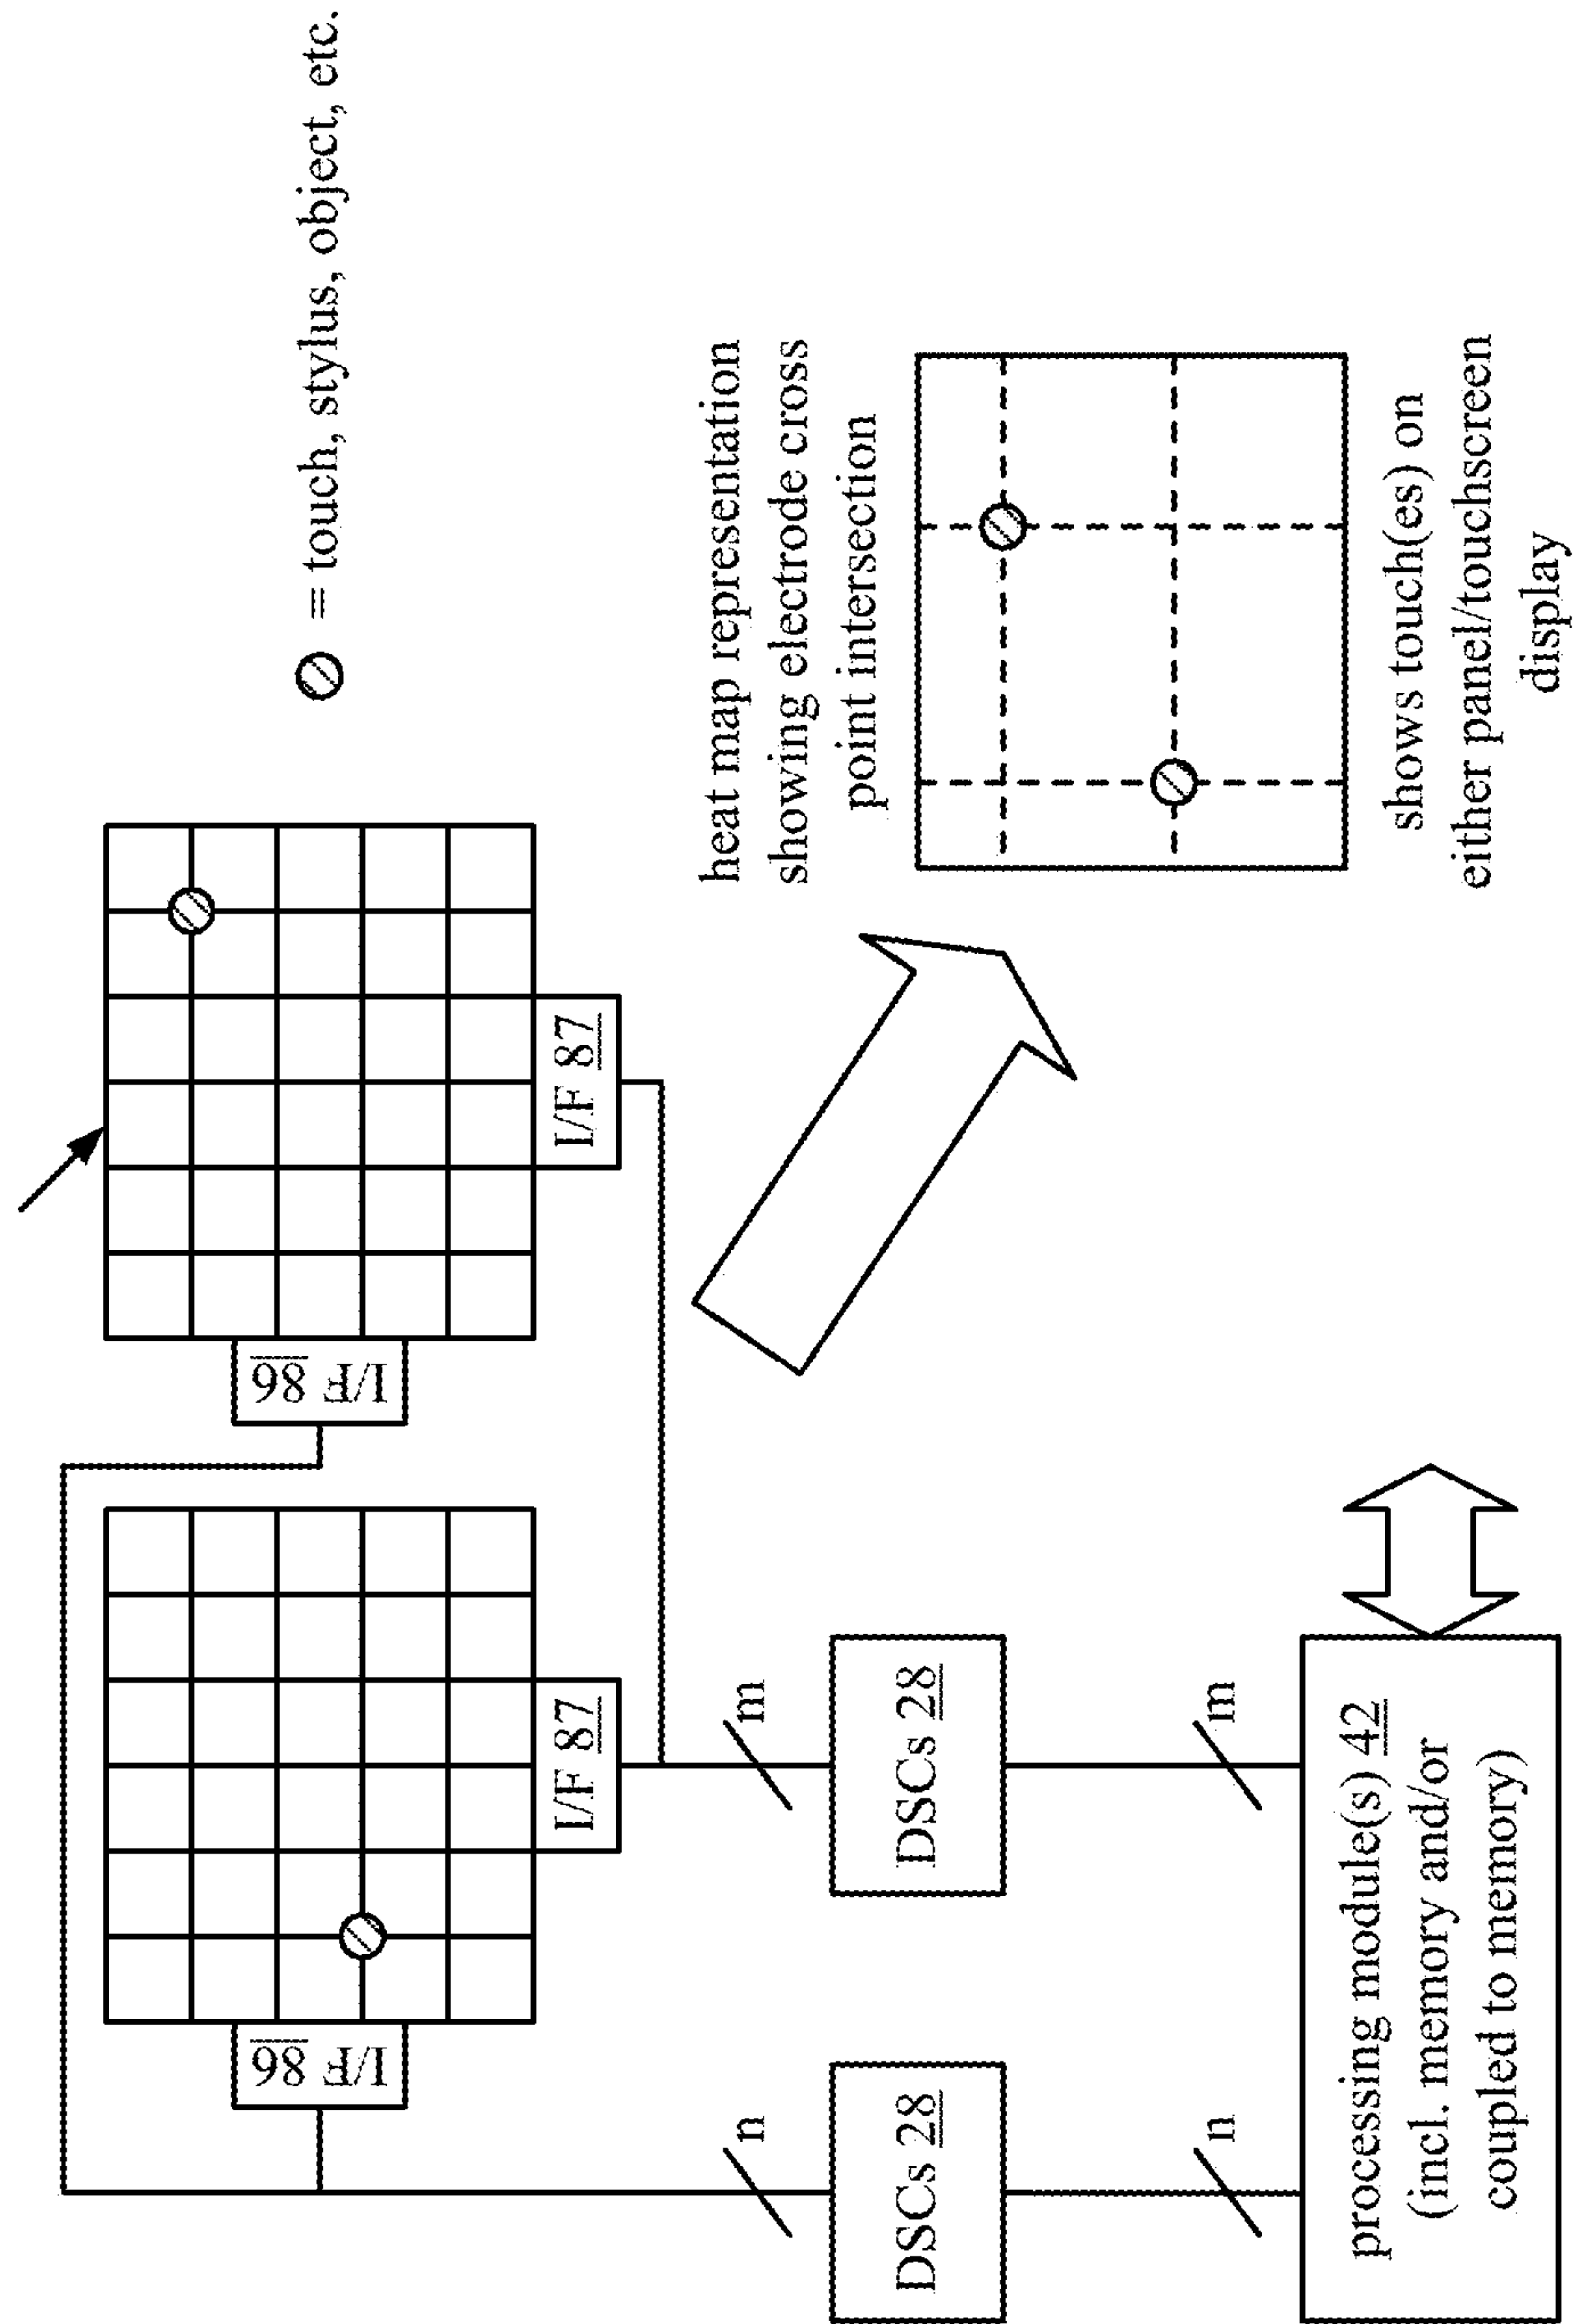 = touch, stylus, object, etc.
I/F 86
I/F 86
I/F 87
I/F 87
n
m
DSCs 28
DSCs 28
n
m
processing module(s) 42
(incl. memory and/or
coupled to memory)
heat map representation
showing electrode cross
point intersection
shows touch(es) on
either panel/touchscreen
display